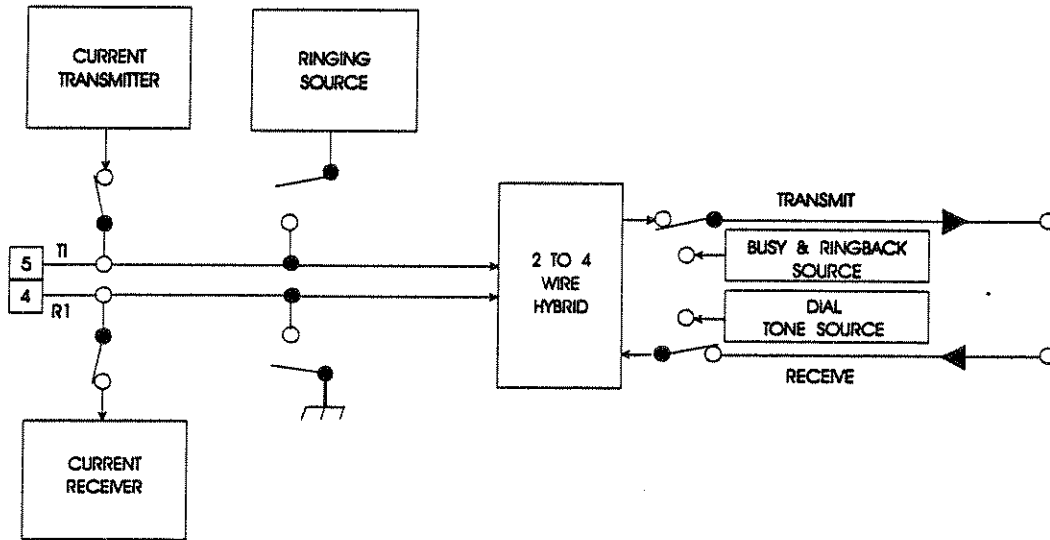 CURRENT
TRANSMITTER
RINGING
SOURCE
TRANSMIT
5
T1
4
R1
2 TO 4
WIRE
HYBRID
BUSY & RINGBACK
SOURCE
DIAL
TONE SOURCE
RECEIVE
CURRENT
RECEIVER